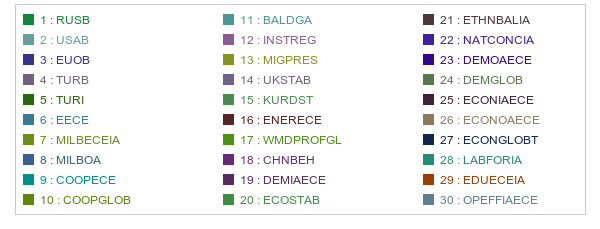 1 : RUSB
2 : USAB
3 : EUOB
4 : TURB
5 : TURI
6 : EECE
7 : MILBECEIA
8 : MILBOA
9 : COOPECE
10 : COOPGLOB
11 : BALDGA
12 : INSTREG
13 : MIGPRES
14 : UKSTAB
15 : KURDST
16 : ENERECE
17 : WMDPROFGL
18 : CHNBEH
19 : DEMIAECE
20 : ECOSTAB
21 : ETHNBALIA
22 : NATCONCIA
23 : DEMOAECE
24 : DEMGLOB
25 : ECONIAECE
26 : ECONOAECE
27 : ECONGLOBT
28 : LABFORIA
29 : EDUECEIA
30 : OPEFFIAECE